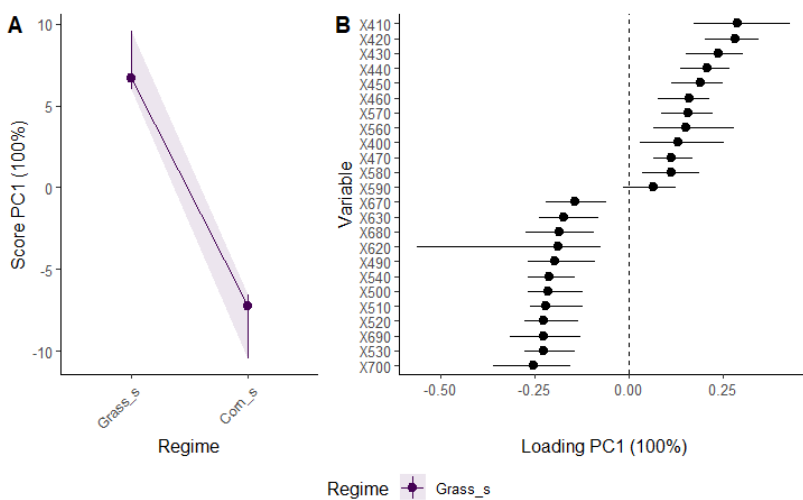 A
Score PC1 (100%)
10
5
0
-5
-10
Grass_s
Corn_s
Regime
B
Variable
X410
X420
X430
X440
X450
X460
X570
X560
X400
X470
X580
X590
X670
X630
X680
X620
X490
X540
X500
X510
X520
X690
X530
X700
-0.50
-0.25
0.00
0.25
Loading PC1 (100%)
Regime Grass_s